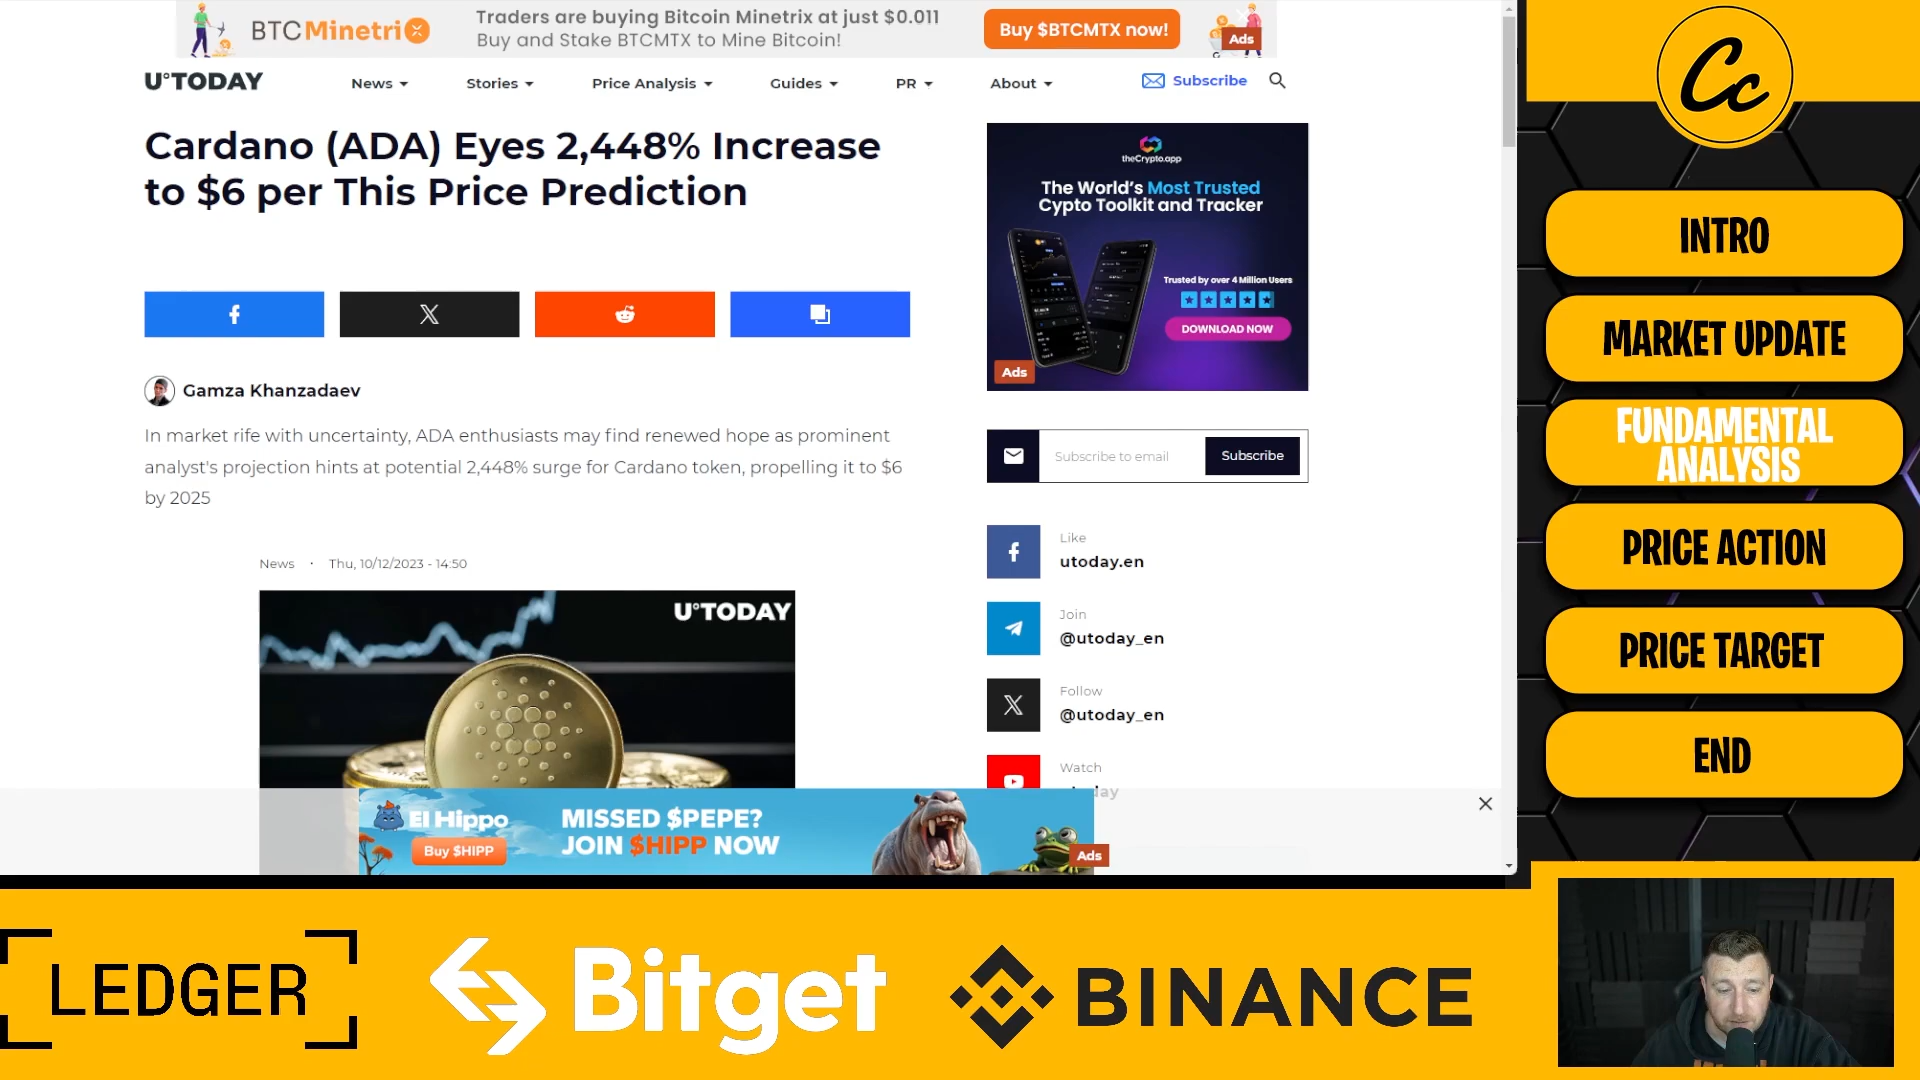 BTCMinetrix
Traders are buying Bitcoin Minetrix at just $0.011
Buy and Stake BTCMTX to Mine Bitcoin!
Buy $BTCMTX now!
Ads
U°TODAY
News
Stories
Price Analysis
Guides
PR
About
Subscribe
Cardano (ADA) Eyes 2,448% Increase
to $6 per This Price Prediction
Gamza Khanzadaev
In market rife with uncertainty, ADA enthusiasts may find renewed hope as prominent
analyst's projection hints at potential 2,448% surge for Cardano token, propelling it to $6
by 2025
News · Thu, 10/12/2023 - 14:50
U°TODAY
theCrypto.app
The World's Most Trusted
Cypto Toolkit and Tracker
Trusted by over 4 Million Users
DOWNLOAD NOW
Ads
Subscribe to email
Subscribe
Like
utoday.en
Join
@utoday_en
Follow
@utoday_en
Watch
El Hippo
Buy $HIPP
MISSED $PEPE?
JOIN $HIPP NOW
Ads
Cc
INTRO
MARKET UPDATE
FUNDAMENTAL
ANALYSIS
PRICE ACTION
PRICE TARGET
END
LEDGER
Bitget
BINANCE